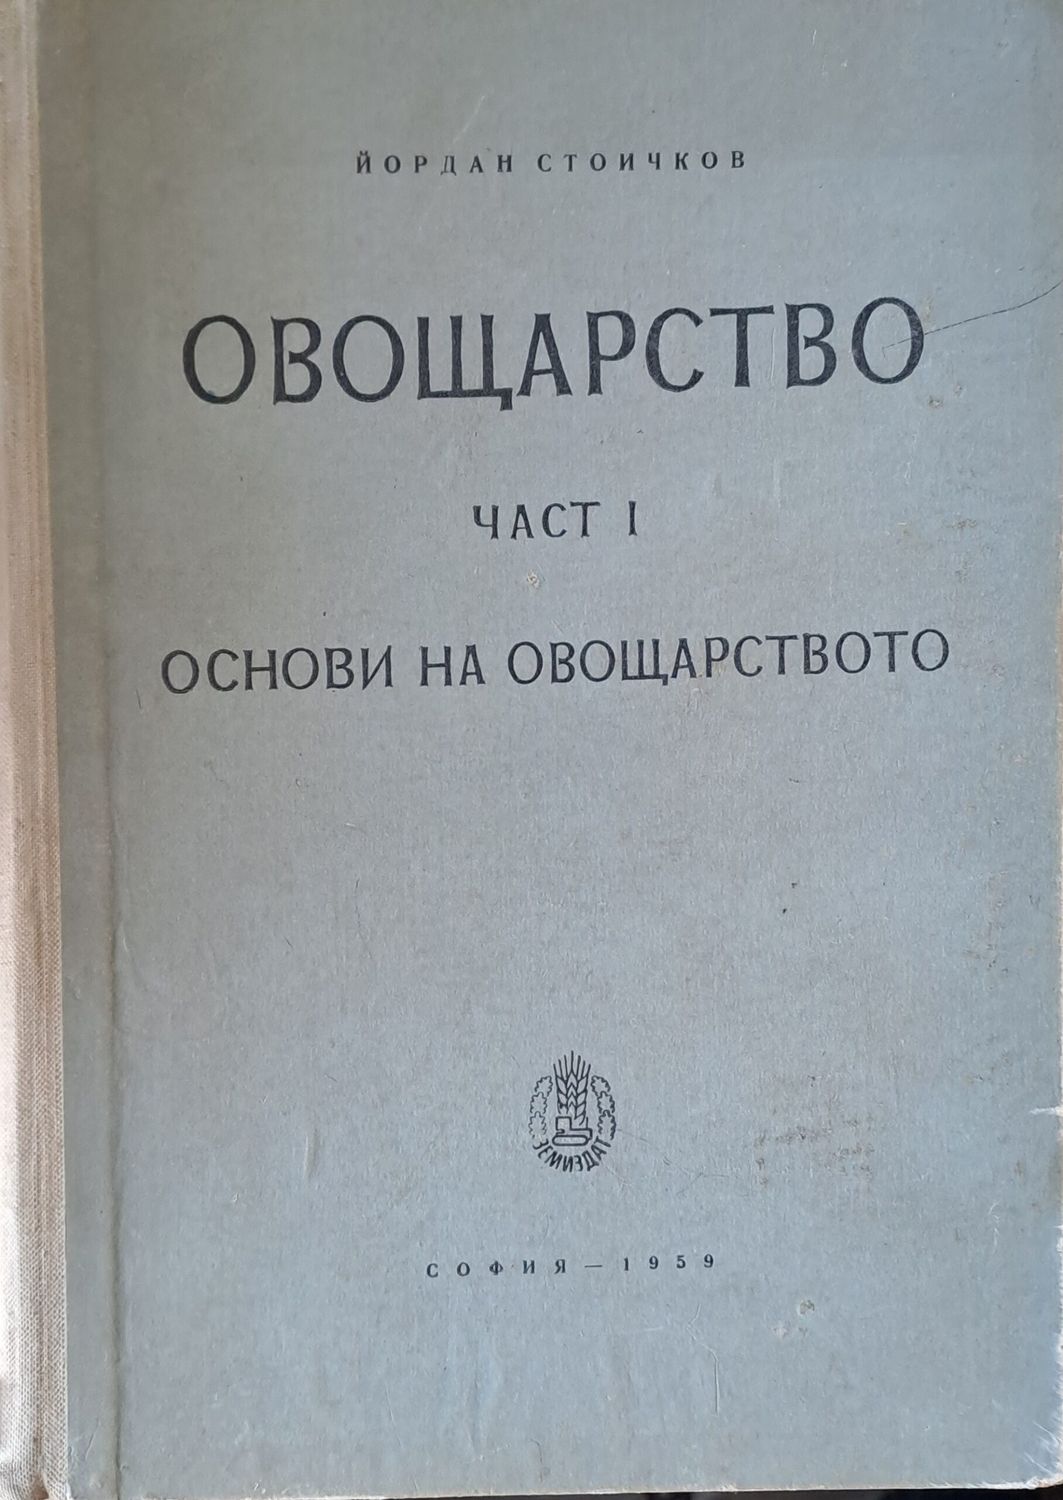 ЙОРДАН СТОИЧКОВ
ОВОЩАРСТВО
ЧАСТ I
ОСНОВИ НА ОВОЩАРСТВОТО
ЗЕМИЗДАТ
СОФИЯ — 1959